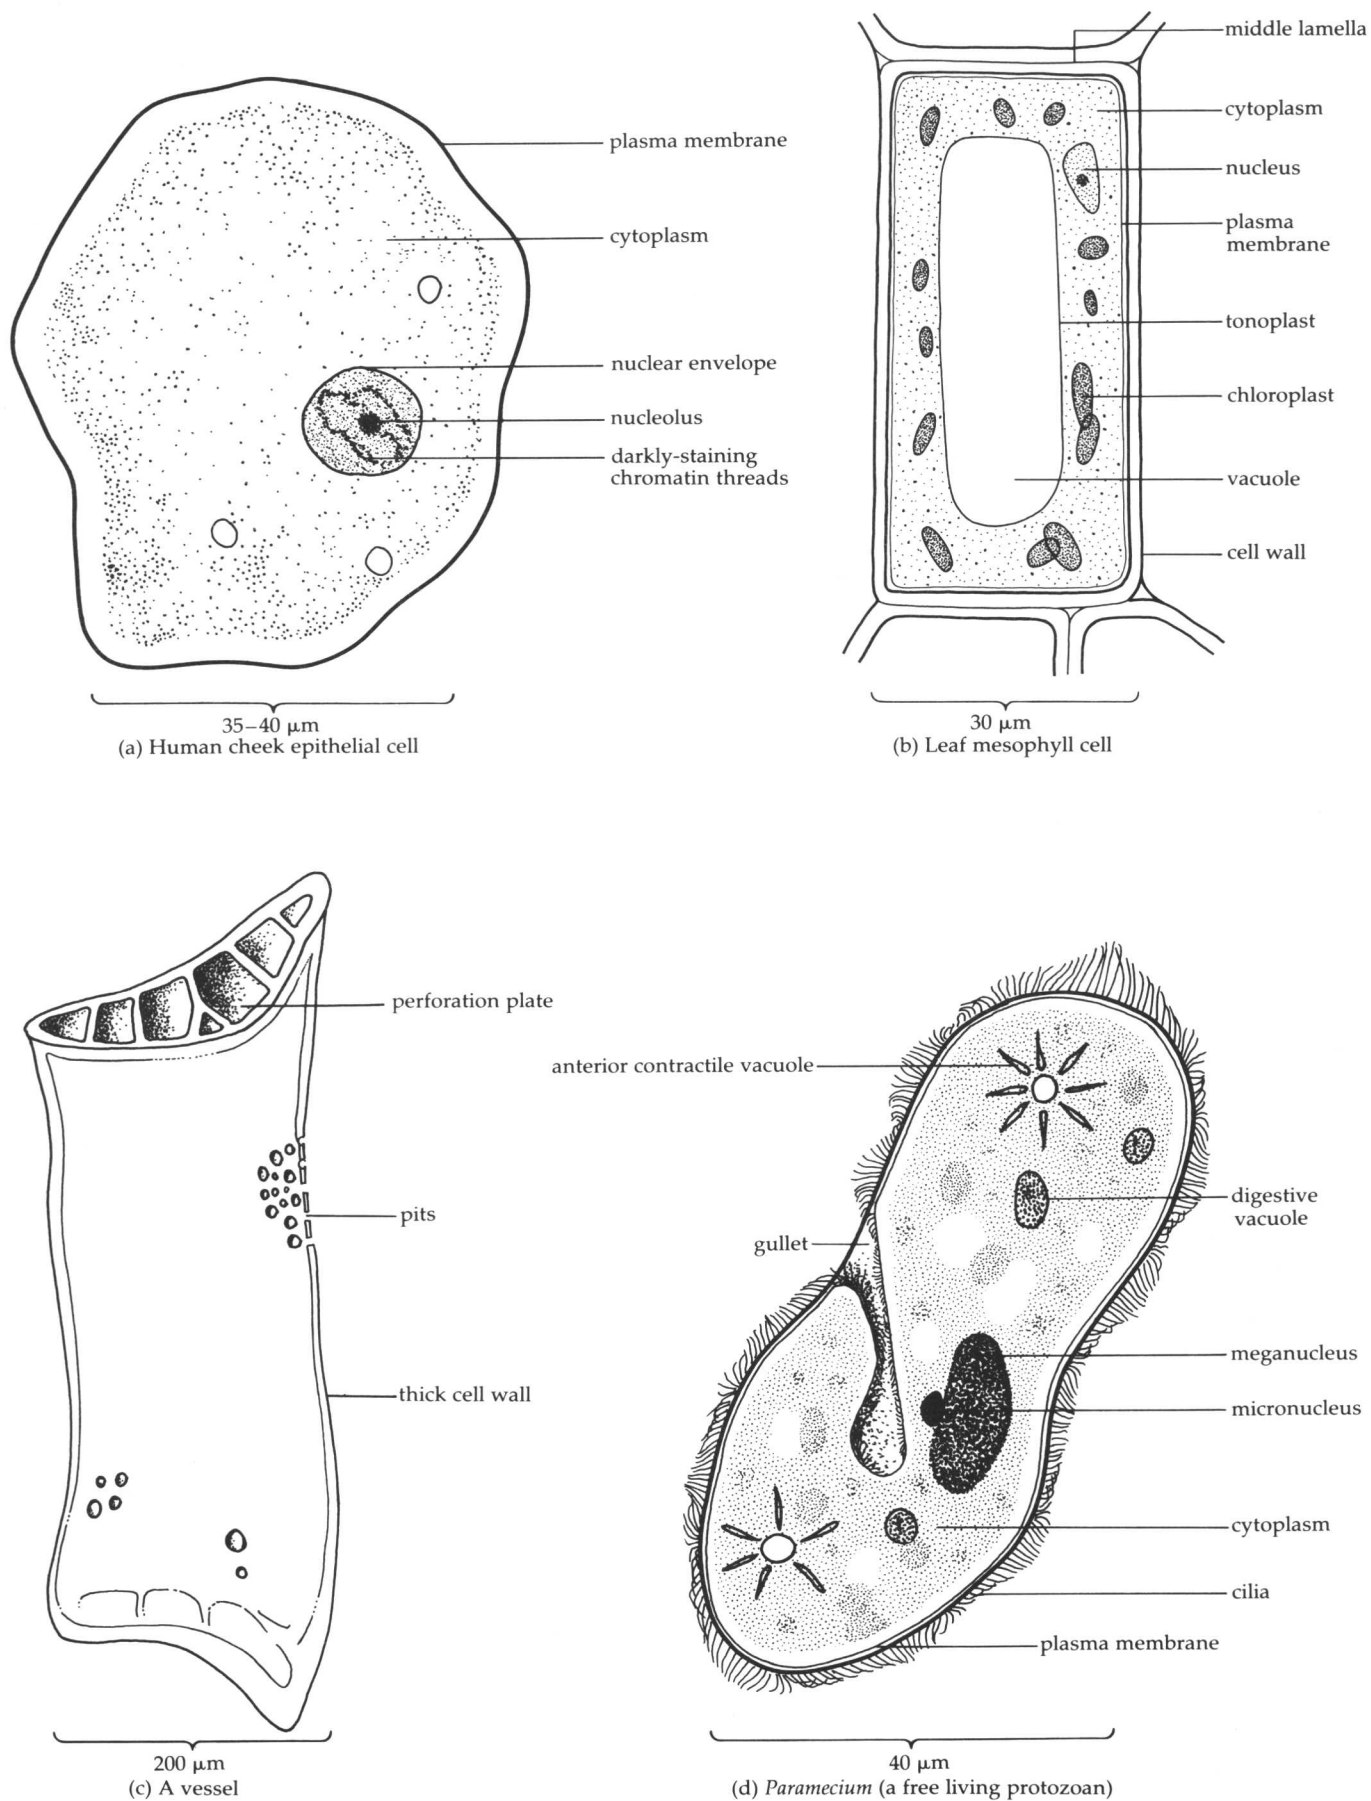 plasma membrane
cytoplasm
nuclear envelope
nucleolus
darkly-staining
chromatin threads
35–40 μm
(a) Human cheek epithelial cell
middle lamella
cytoplasm
nucleus
plasma
membrane
tonoplast
chloroplast
vacuole
cell wall
30 μm
(b) Leaf mesophyll cell
perforation plate
pits
thick cell wall
200 μm
(c) A vessel
anterior contractile vacuole
digestive
vacuole
gullet
meganucleus
micronucleus
cytoplasm
cilia
plasma membrane
40 μm
(d) Paramecium (a free living protozoan)